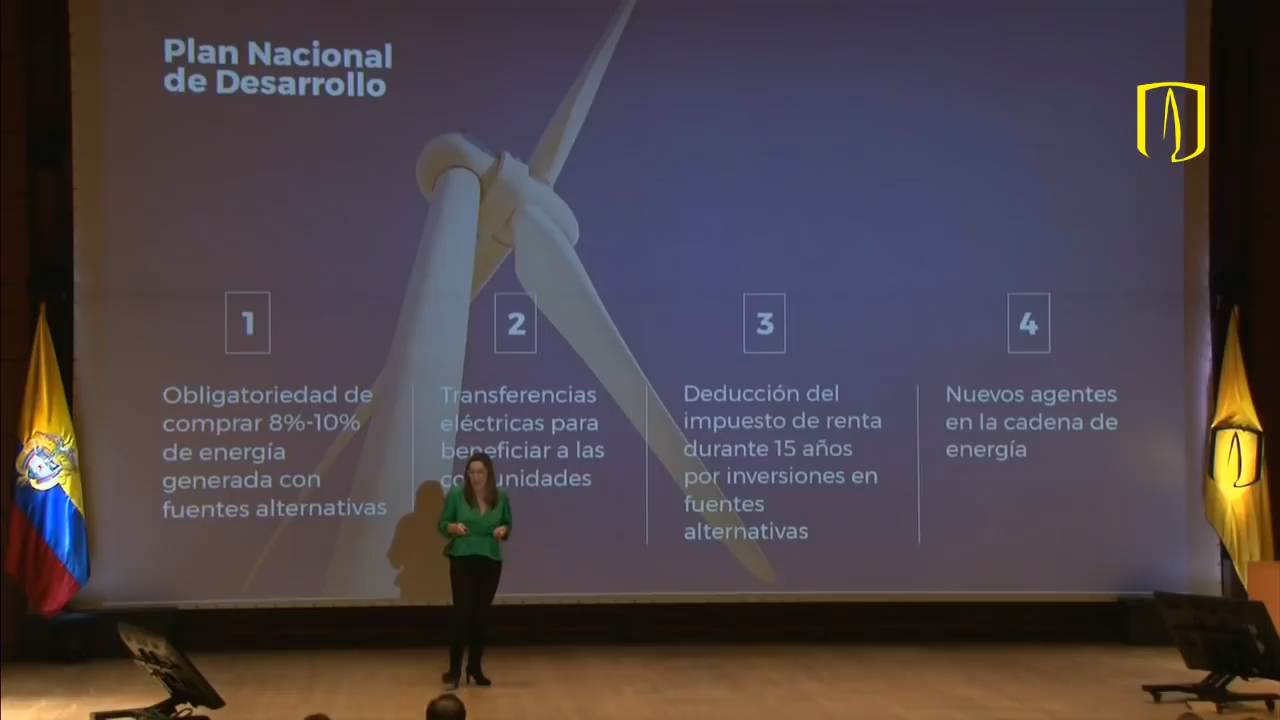 Plan Nacional
de Desarrollo
1
Obligatoriedad de
comprar 8%-10%
de energía
generada con
fuentes alternativas
2
Transferencias
eléctricas para
beneficiar a las
comunidades
3
Deducción del
impuesto de renta
durante 15 años
por inversiones en
fuentes
alternativas
4
Nuevos agentes
en la cadena de
energía